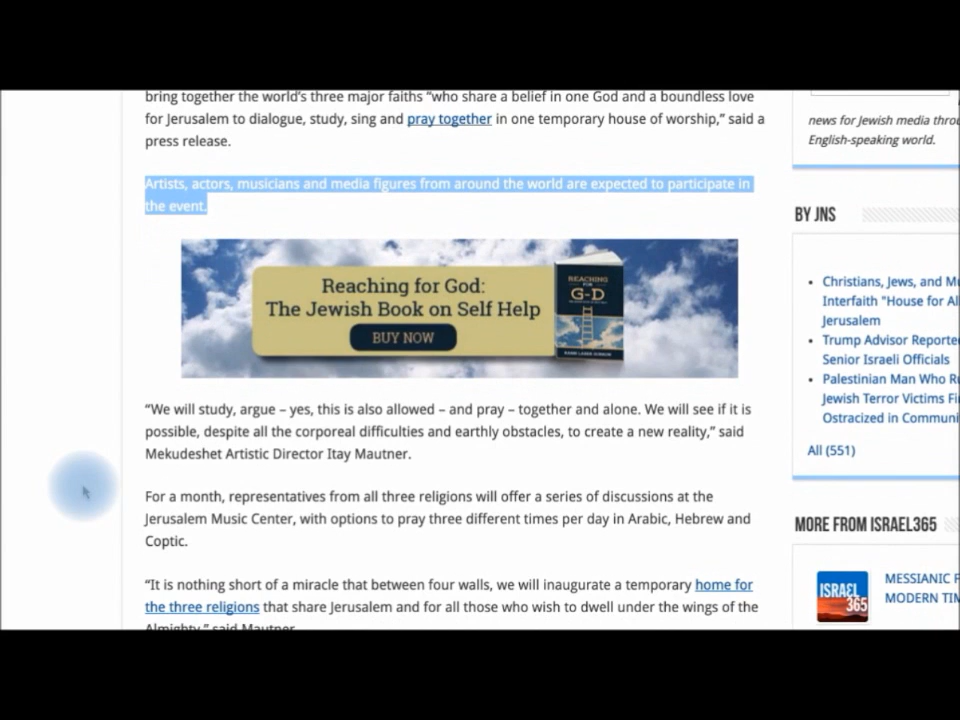 bring together the world's three major faiths “who share a belief in one God and a boundless love
for Jerusalem to dialogue, study, sing and pray together in one temporary house of worship,” said a
press release.
Artists, actors, musicians and media figures from around the world are expected to participate in
the event.
Reaching for God:
The Jewish Book on Self Help
BUY NOW
REACHING
FOR
G-D
“We will study, argue – yes, this is also allowed – and pray – together and alone. We will see if it is
possible, despite all the corporeal difficulties and earthly obstacles, to create a new reality,” said
Mekudeshet Artistic Director Itay Mautner.
For a month, representatives from all three religions will offer a series of discussions at the
Jerusalem Music Center, with options to pray three different times per day in Arabic, Hebrew and
Coptic.
“It is nothing short of a miracle that between four walls, we will inaugurate a temporary home for
the three religions that share Jerusalem and for all those who wish to dwell under the wings of the
Almighty,” said Mautner.
news for Jewish media
English-speaking world.
BY JNS
Christians, Jews, and
Interfaith "House for
Jerusalem
Trump Advisor
Senior Israeli Officials
Palestinian Man Who
Jewish Terror Victims
Ostracized in
All (551)
MORE FROM ISRAEL365
ISRAEL
365
MESSIANIC
MODERN